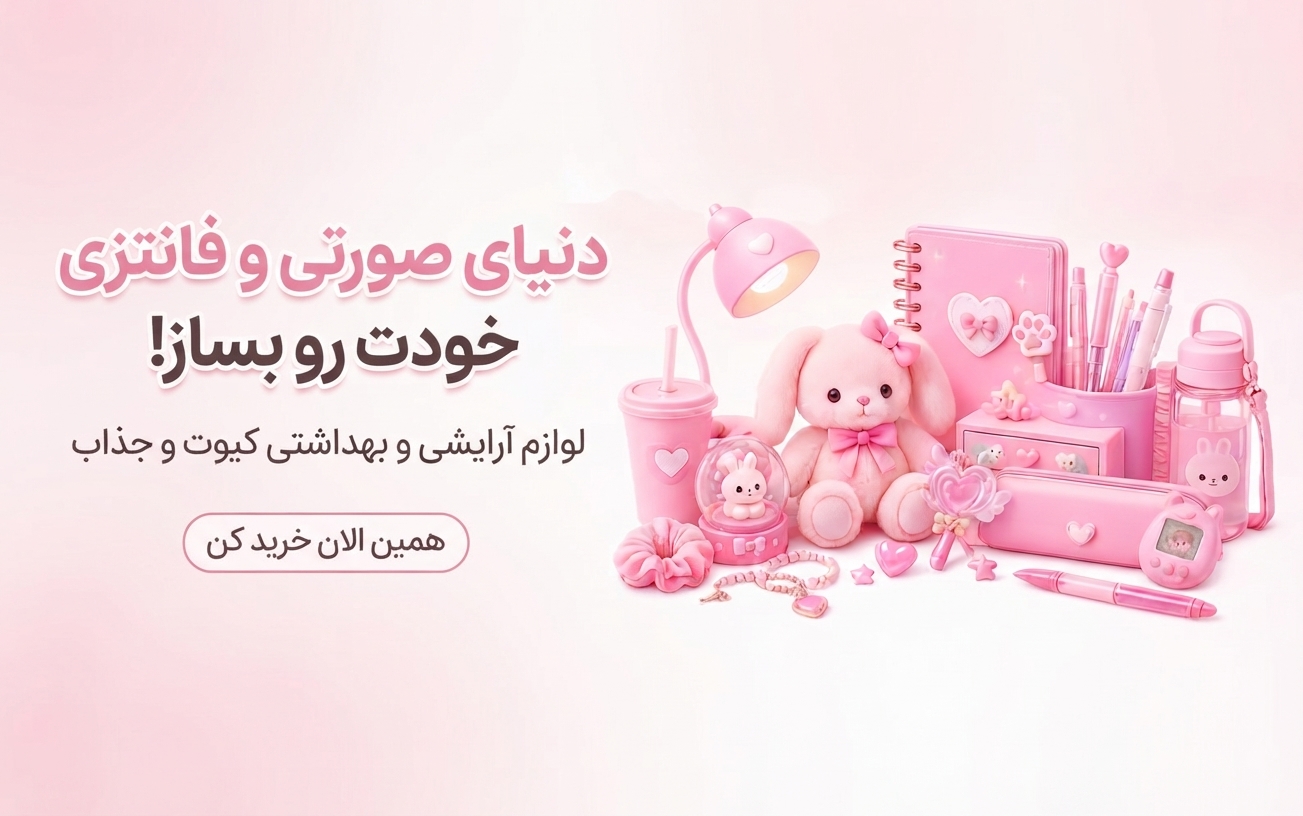 دنیای صورتی و فانتزی
خودت رو بساز!
لوازم آرایشی و بهداشتی کیوت و جذاب
همین الان خرید کن